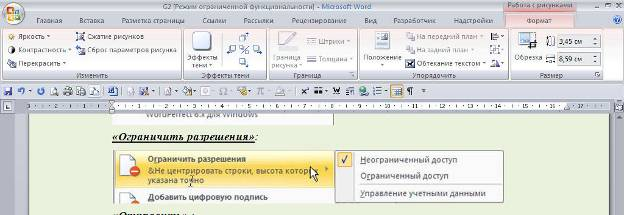 G2 [Режим ограниченной функциональности] - Microsoft Word
Работа с рисунками
Главная Вставка Разметка страницы Ссылки Рассылки Рецензирование Вид Разработчик Надстройки Формат
Яркость Сжатие рисунков
Контрастность Сброс параметров рисунка
Перекрасить
Изменить
Эффекты тени
Эффекты тени
Граница рисунка
Штрихи
Толщина
Граница
Положение
На передний план
На задний план
Обтекание текстом
Упорядочить
Обрезка
3,45 см
8,59 см
Размер
WordPerfect 6.x для Windows
«Ограничить разрешения»:
Ограничить разрешения
&Не центрировать строки, высота котор
указана точно
Добавить цифровую подпись
Неограниченный доступ
Ограниченный доступ
Управление учетными данными